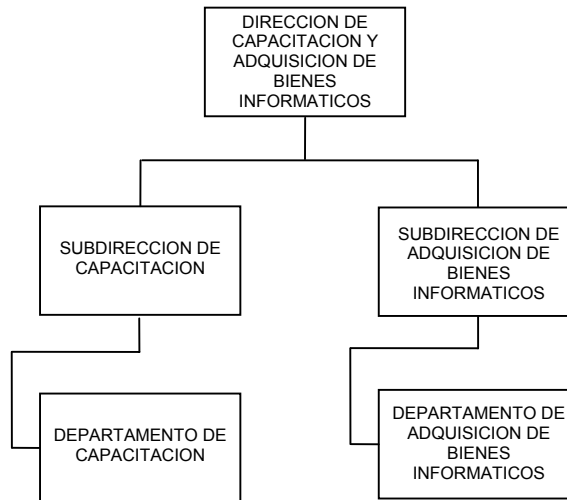 DIRECCION DE
CAPACITACION Y
ADQUISICION DE
BIENES
INFORMATICOS
SUBDIRECCION DE
CAPACITACION
SUBDIRECCION DE
ADQUISICION DE
BIENES
INFORMATICOS
DEPARTAMENTO DE
CAPACITACION
DEPARTAMENTO DE
ADQUISICION DE
BIENES
INFORMATICOS